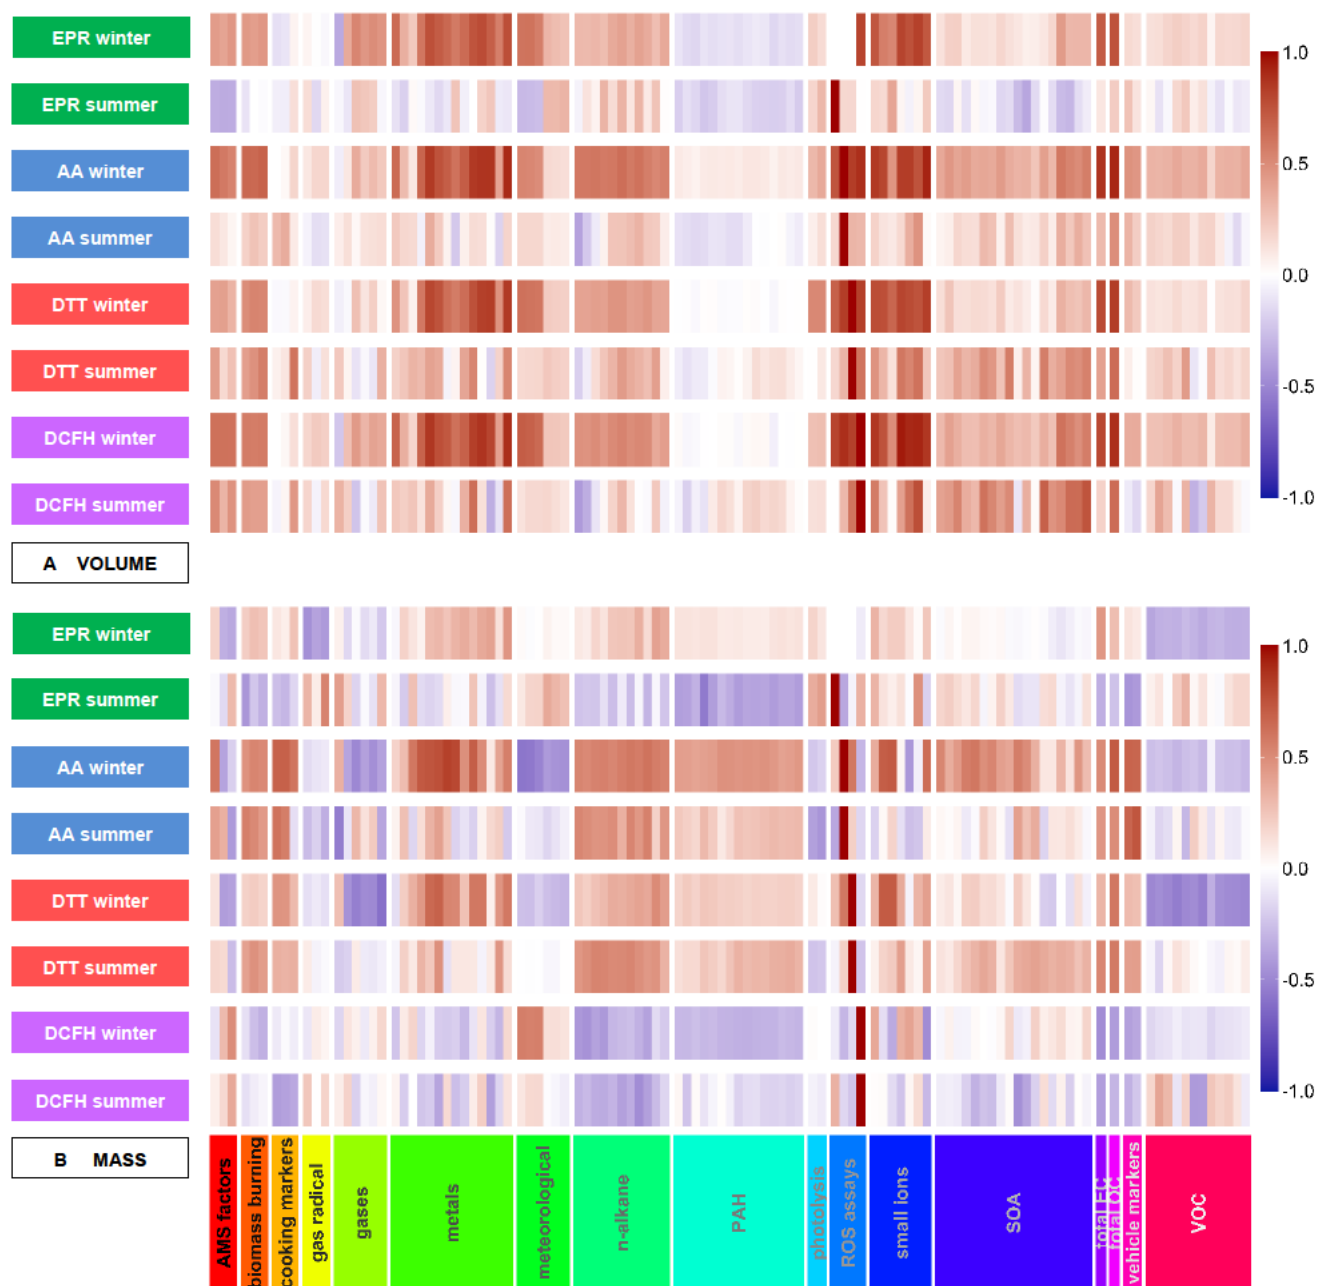 EPR winter
1.0
EPR summer
AA winter
0.5
AA summer
0.0
DTT winter
DTT summer
-0.5
DCFH winter
DCFH summer
-1.0
A VOLUME
EPR winter
1.0
EPR summer
AA winter
0.5
AA summer
0.0
DTT winter
DTT summer
-0.5
DCFH winter
DCFH summer
-1.0
B MASS
AMS factors
biomass burning
cooking markers
gas radical
gases
metals
meteorological
n-alkane
PAH
photolysis
ROS assays
small ions
SOA
total EC
total OC
vehicle markers
VOC